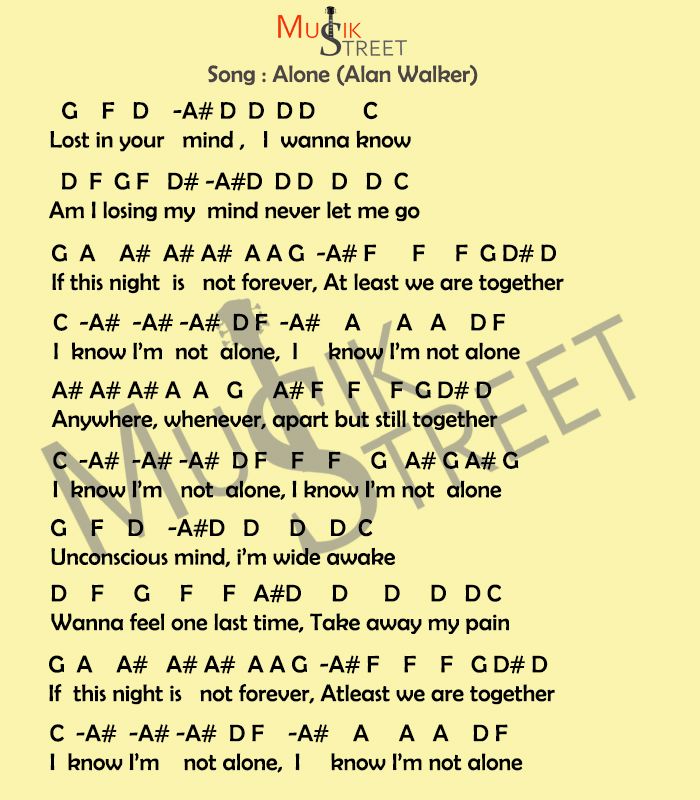 MUSIK
STREET
Song : Alone (Alan Walker)
G F D -A# D D D D C
Lost in your mind , I wanna know
D F G F D# -A#D D D D D C
Am I losing my mind never let me go
G A A# A# A# A A G -A# F F F G D# D
If this night is not forever, At least we are together
C -A# -A# -A# D F -A# A A A D F
I know I'm not alone, I know I'm not alone
A# A# A# A A G A# F F F G D# D
Anywhere, whenever, apart but still together
C -A# -A# -A# D F F F G A# G A# G
I know I'm not alone, I know I'm not alone
G F D -A#D D D D C
Unconscious mind, i'm wide awake
D F G F F A#D D D D D C
Wanna feel one last time, Take away my pain
G A A# A# A# A A G -A# F F F G D# D
If this night is not forever, Atleast we are together
C -A# -A# -A# D F -A# A A A D F
I know I'm not alone, I know I'm not alone
MUSIK
STREET